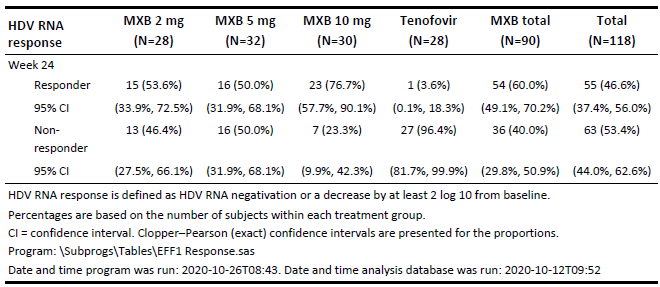 HDV RNA response MXB 2 mg (N=28) MXB 5 mg (N=32) MXB 10 mg (N=30) Tenofovir (N=28) MXB total (N=90) Total (N=118)
Week 24
Responder 15 (53.6%) 16 (50.0%) 23 (76.7%) 1 (3.6%) 54 (60.0%) 55 (46.6%)
95% CI (33.9%, 72.5%) (31.9%, 68.1%) (57.7%, 90.1%) (0.1%, 18.3%) (49.1%, 70.2%) (37.4%, 56.0%)
Non-responder 13 (46.4%) 16 (50.0%) 7 (23.3%) 27 (96.4%) 36 (40.0%) 63 (53.4%)
95% CI (27.5%, 66.1%) (31.9%, 68.1%) (9.9%, 42.3%) (81.7%, 99.9%) (29.8%, 50.9%) (44.0%, 62.6%)
HDV RNA response is defined as HDV RNA negativation or a decrease by at least 2 log 10 from baseline.
Percentages are based on the number of subjects within each treatment group.
CI = confidence interval. Clopper–Pearson (exact) confidence intervals are presented for the proportions.
Program: \Subprogs\Tables\EFF1 Response.sas
Date and time program was run: 2020-10-26T08:43. Date and time analysis database was run: 2020-10-12T09:52